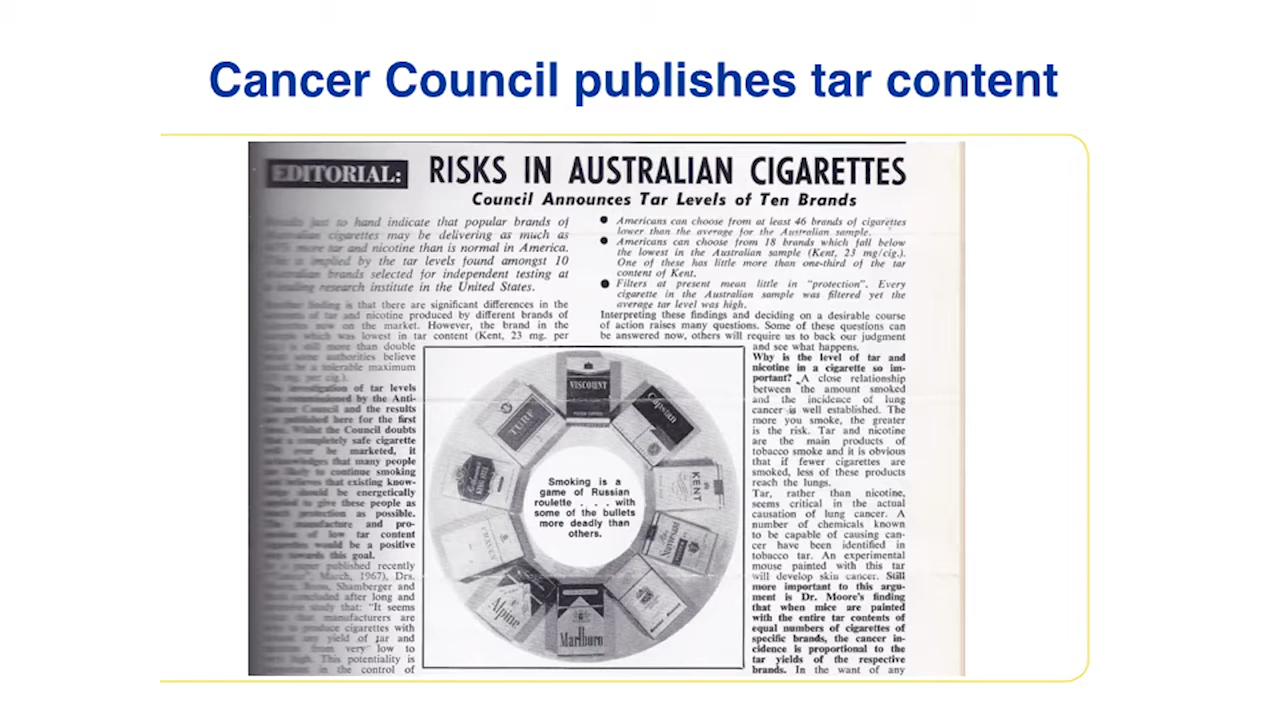 Cancer Council publishes tar content
EDITORIAL:
RISKS IN AUSTRALIAN CIGARETTES
Council Announces Tar Levels of Ten Brands
just to hand indicate that popular brands of
cigarettes may be delivering as much as
more tar and nicotine than is normal in America.
is implied by the tar levels found amongst 10
brands selected for independent testing at
leading research institute in the United States.
finding is that there are significant differences in the
of tar and nicotine produced by different brands of
now on the market. However, the brand in the
which was lowest in tar content (Kent, 23 mg. per
is still more than double
some authorities believe
be a tolerable maximum
mg. per cig.).
investigation of tar levels
commissioned by the Anti-
Council and the results
published here for the first
Whilst the Council doubts
a completely safe cigarette
ever be marketed, it
acknowledges that many people
likely to continue smoking
believes that existing know-
should be energetically
to give these people as
protection as possible.
manufacture and pro-
of low tar content
would be a positive
towards this goal.
paper published recently
March, 1967), Drs.
Shamberger and
concluded after long and
study that: "It seems
that manufacturers are
to produce cigarettes with
yield of tar and
from very low to
high. This potentiality is
in the control of
● Americans can choose from at least 46 brands of cigarettes
lower than the average for the Australian sample.
● Americans can choose from 18 brands which fall below
the lowest in the Australian sample (Kent, 23 mg/cig.).
One of these has little more than one-third of the tar
content of Kent.
● Filters at present mean little in "protection". Every
cigarette in the Australian sample was filtered yet the
average tar level was high.
Interpreting these findings and deciding on a desirable course
of action raises many questions. Some of these questions can
be answered now, others will require us to back our judgment
and see what happens.
Why is the level of tar and
nicotine in a cigarette so im-
portant? A close relationship
between the amount smoked
and the incidence of lung
cancer is well established. The
more you smoke, the greater
is the risk. Tar and nicotine
are the main products of
tobacco smoke and it is obvious
that if fewer cigarettes are
smoked, less of these products
reach the lungs.
Tar, rather than nicotine,
seems critical in the actual
causation of lung cancer. A
number of chemicals known
to be capable of causing can-
cer have been identified in
tobacco tar. An experimental
mouse painted with this tar
will develop skin cancer. Still
more important to this argu-
ment is Dr. Moore's finding
that when mice are painted
with the entire tar contents of
equal numbers of cigarettes of
specific brands, the cancer in-
cidence is proportional to the
tar yields of the respective
brands. In the want of any
VISCOUNT
Capstan
KENT
CRAVEN
TURF
Alpine
Marlboro
Smoking is a
game of Russian
roulette . . . with
some of the bullets
more deadly than
others.